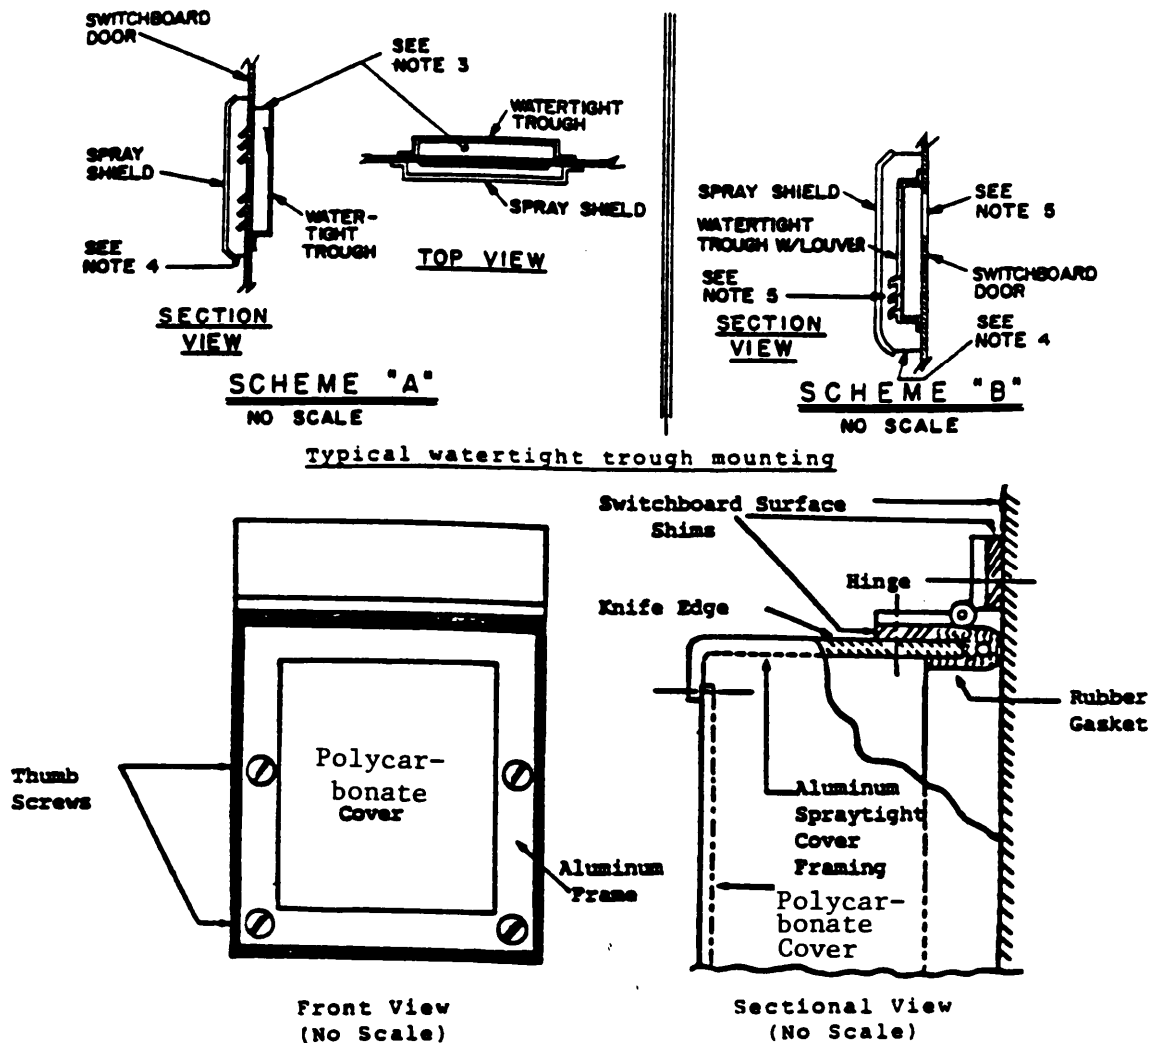 SWITCHBOARD
DOOR
SEE
NOTE 3
WATERTIGHT
TROUGH
SPRAY
SHIELD
WATER-
TIGHT
TROUGH
SPRAY SHIELD
SEE
NOTE 4
TOP VIEW
SECTION
VIEW
SCHEME "A"
NO SCALE
SPRAY SHIELD
SEE
NOTE 5
WATERTIGHT
TROUGH W/LOUVER
SEE
NOTE 5
SWITCHBOARD
DOOR
SECTION
VIEW
SEE
NOTE 4
SCHEME "B"
NO SCALE
Typical watertight trough mounting
Switchboard Surface
Shims
Hinge
Knife Edge
Rubber
Gasket
Thumb
Screws
Polycar-
bonate
Cover
Aluminum
Frame
Aluminum
Spraytight
Cover
Framing
Polycar-
bonate
Cover
Front View
(No Scale)
Sectional View
(No Scale)